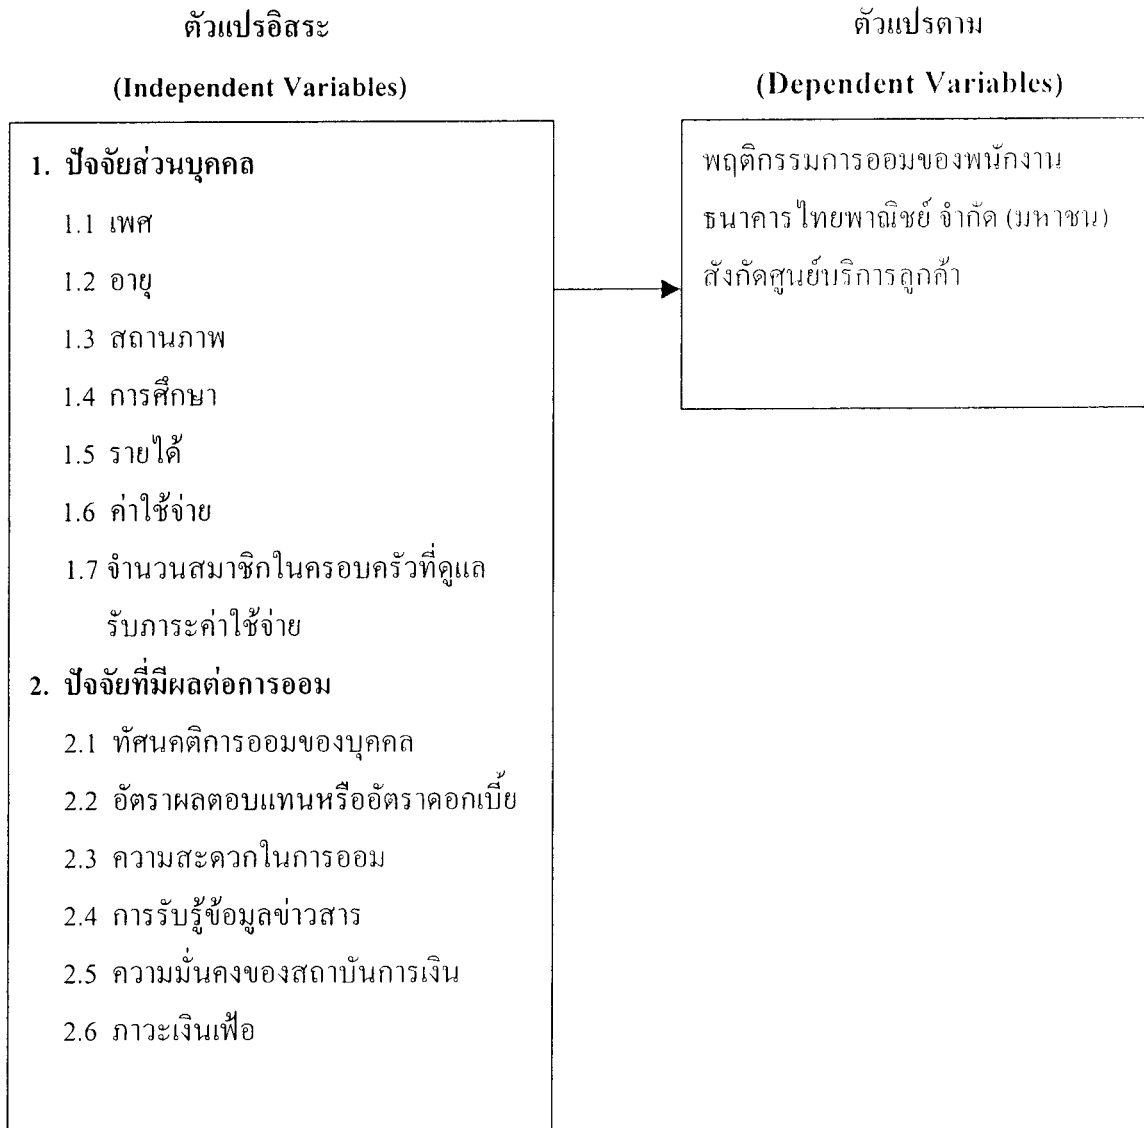 ตัวแปรอิสระ
(Independent Variables)
1. ปัจจัยส่วนบุคคล
1.1 เพศ
1.2 อายุ
1.3 สถานภาพ
1.4 การศึกษา
1.5 รายได้
1.6 ค่าใช้จ่าย
1.7 จำนวนสมาชิกในครอบครัวที่ดูแล
รับภาระค่าใช้จ่าย
2. ปัจจัยที่มีผลต่อการออม
2.1 ทัศนคติการออมของบุคคล
2.2 อัตราผลตอบแทนหรืออัตราดอกเบี้ย
2.3 ความสะดวกในการออม
2.4 การรับรู้ข้อมูลข่าวสาร
2.5 ความมั่นคงของสถาบันการเงิน
2.6 ภาวะเงินเฟ้อ
ตัวแปรตาม
(Dependent Variables)
พฤติกรรมการออมของพนักงาน
ธนาคารไทยพาณิชย์ จำกัด (มหาชน)
สังกัดศูนย์บริการลูกค้า